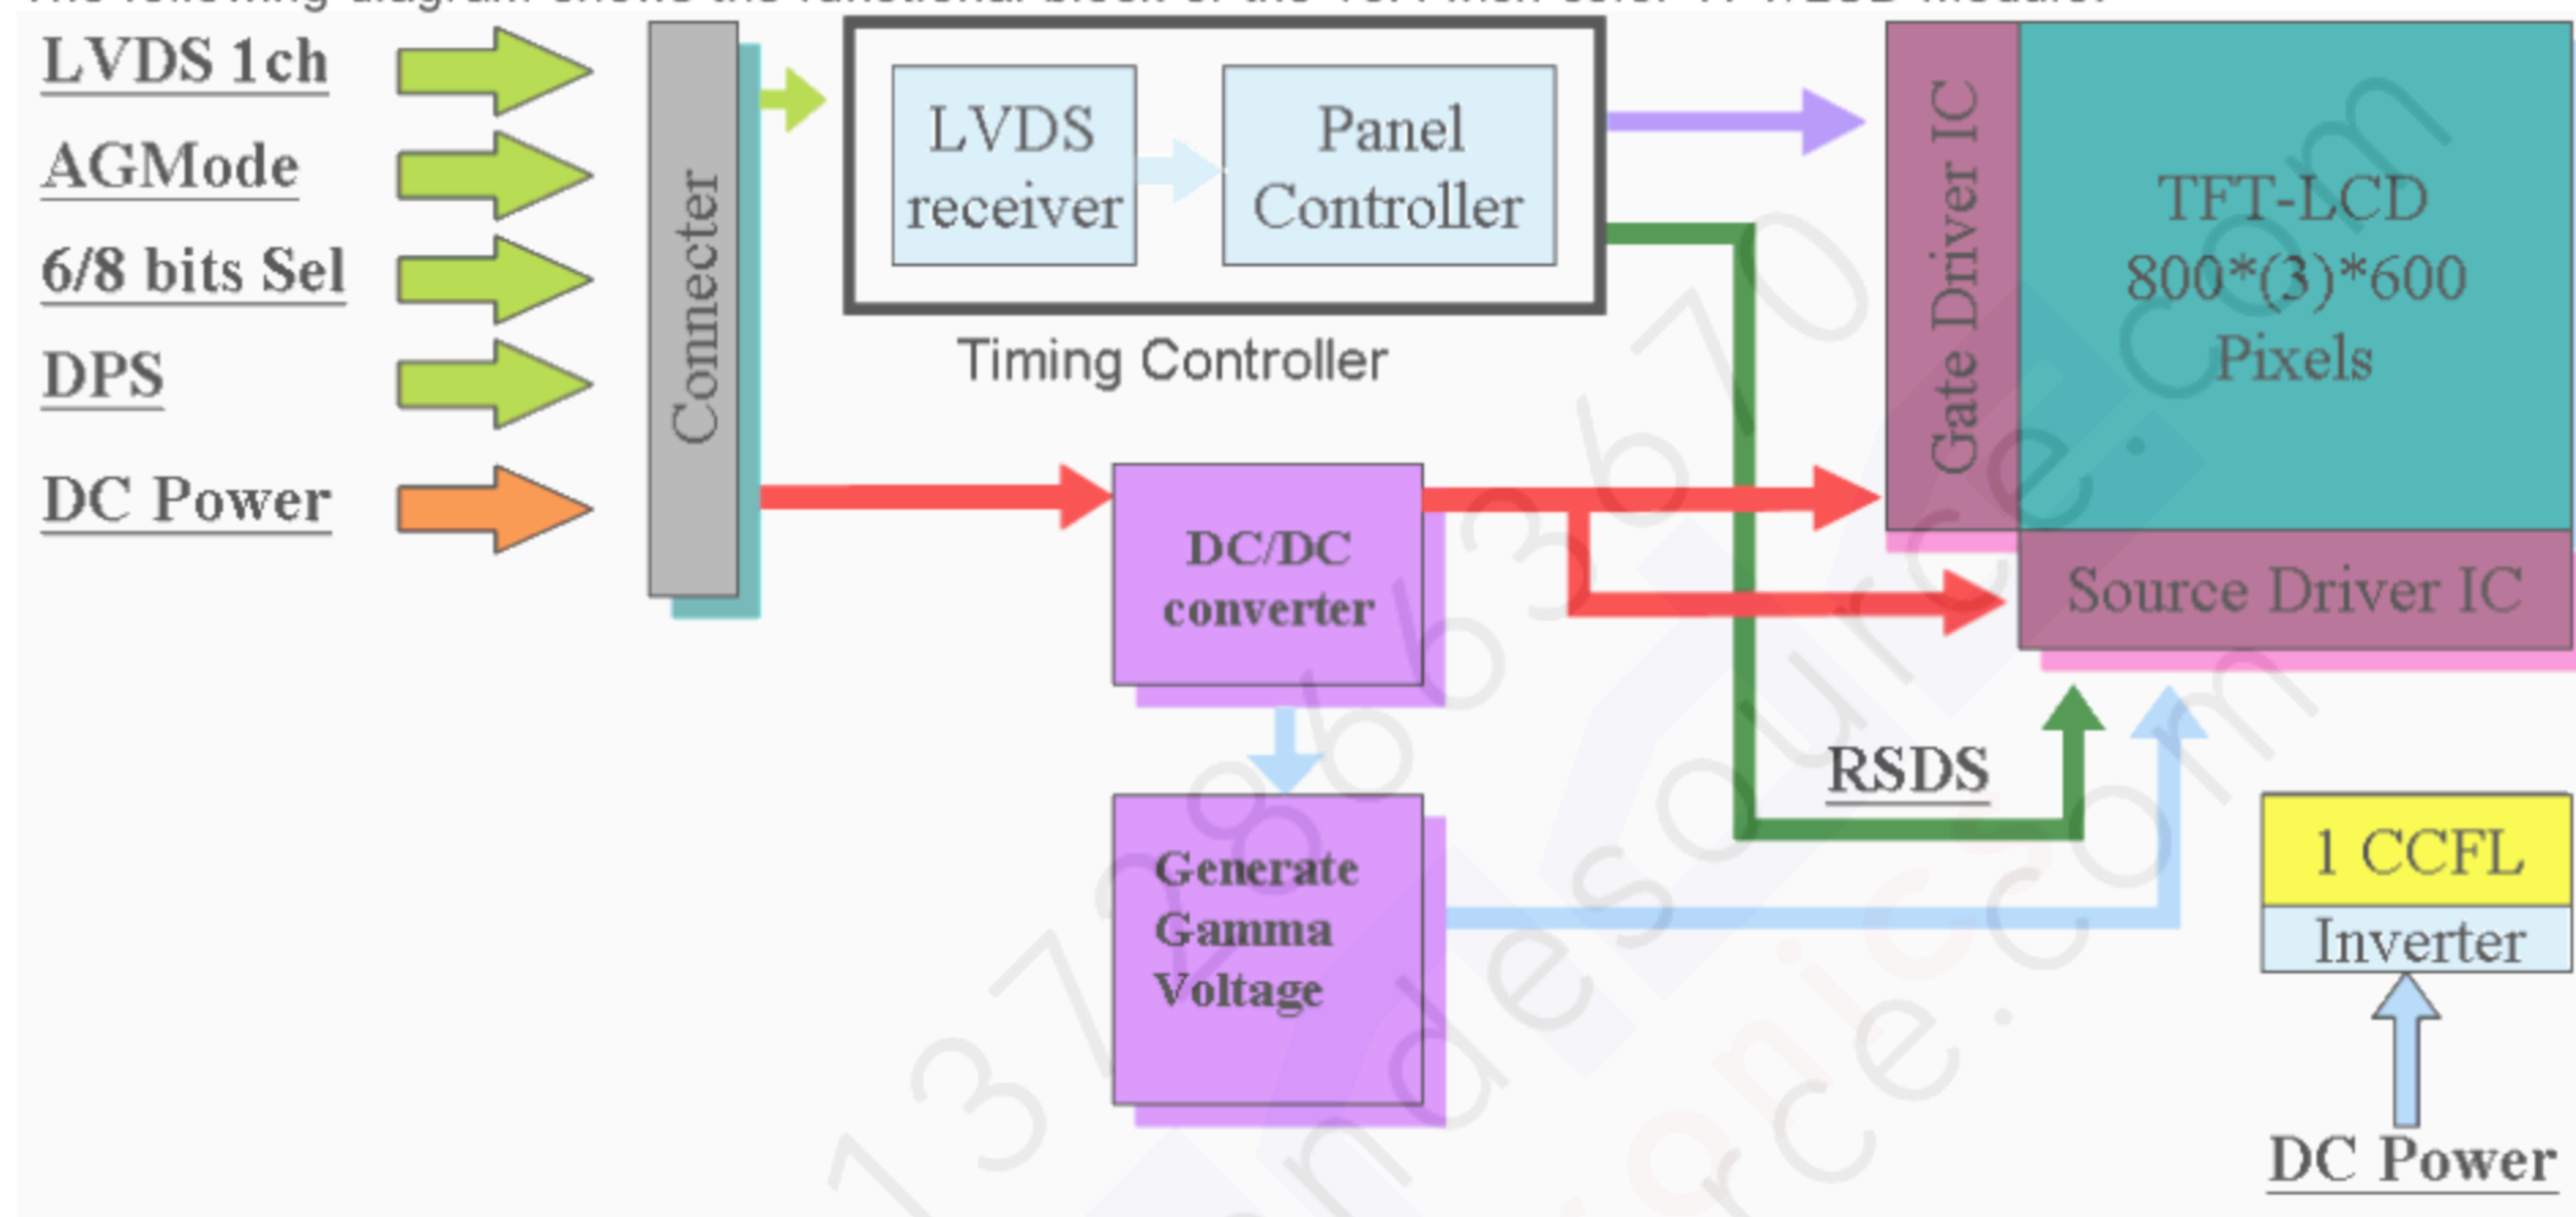 LVDS 1ch
AGMode
6/8 bits Sel
DPS
DC Power
Connecter
LVDS
receiver
Panel
Controller
Timing Controller
DC/DC
converter
Generate
Gamma
Voltage
Gate Driver IC
TFT-LCD
800*(3)*600
Pixels
Source Driver IC
RSDS
1 CCFL
Inverter
DC Power